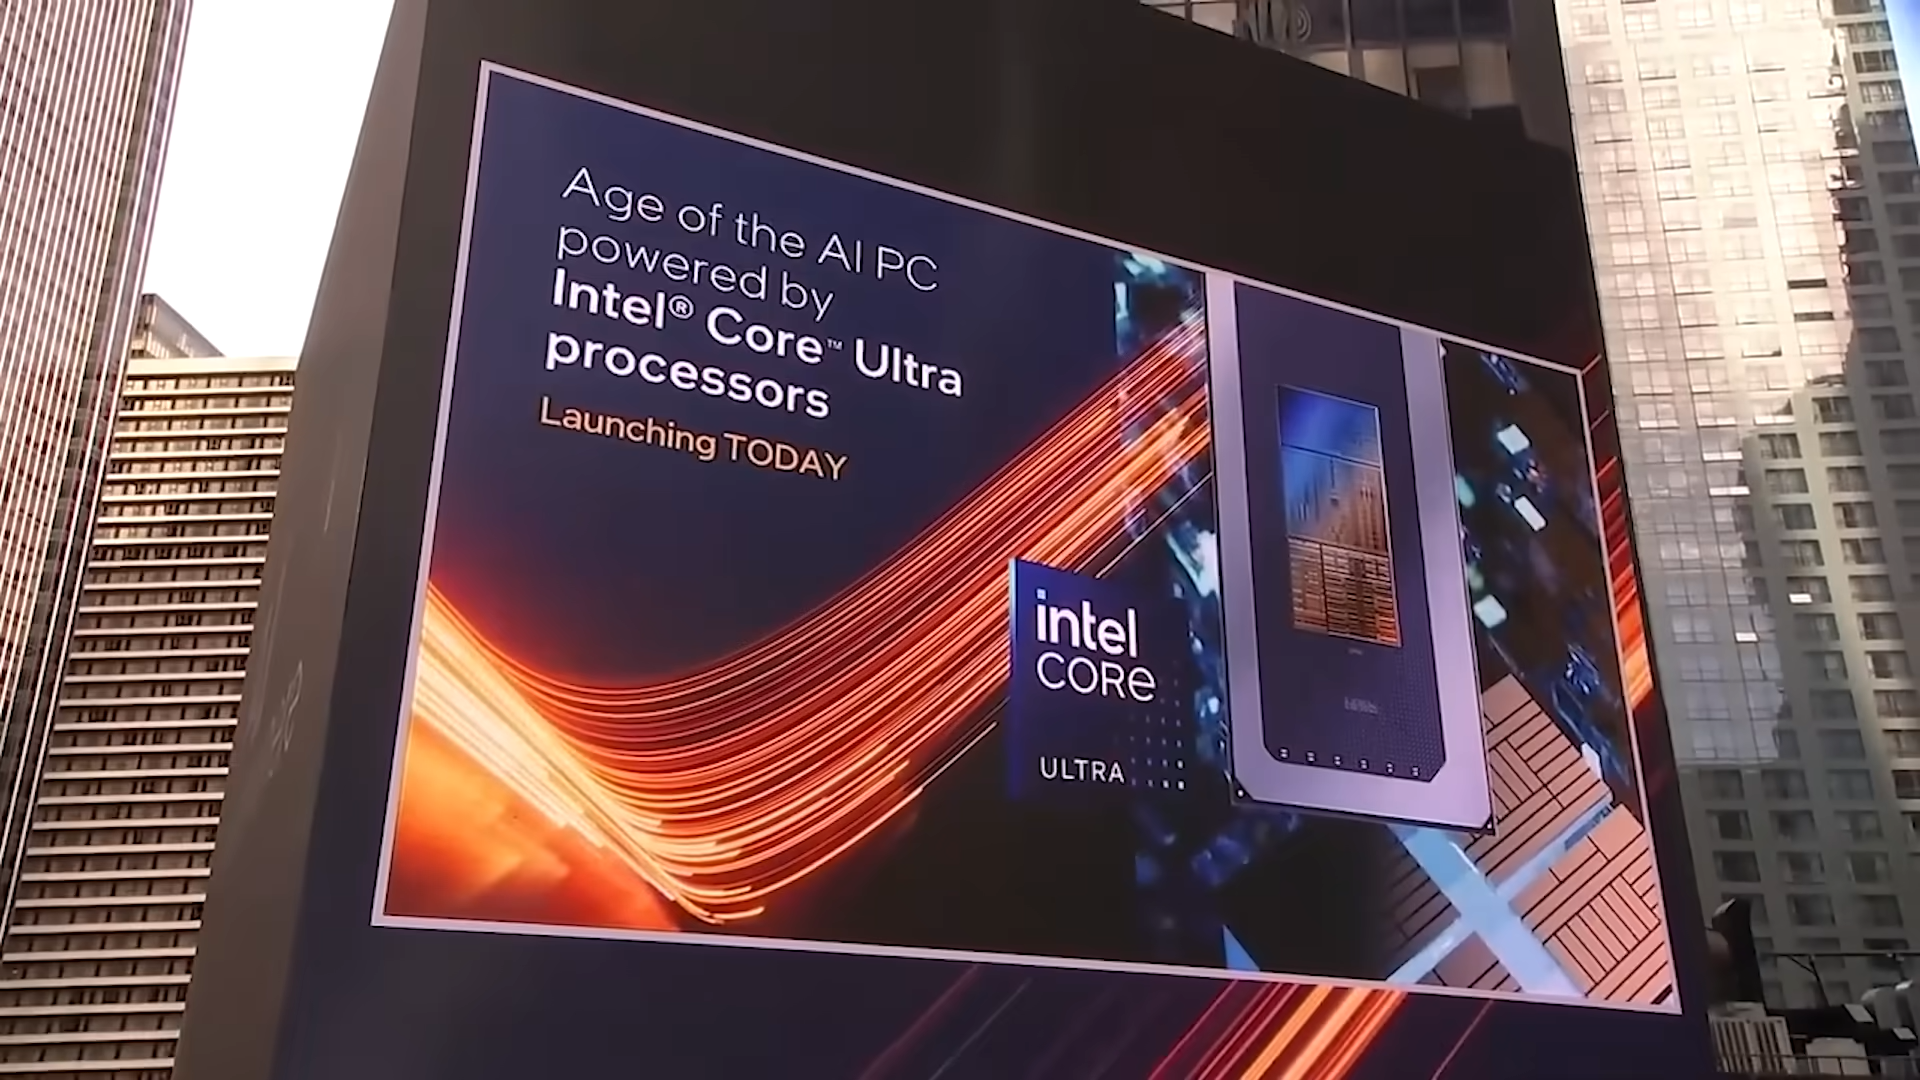 Age of the AI PC
powered by
Intel® Core™ Ultra
processors
Launching TODAY
intel
CORe
ULTRA